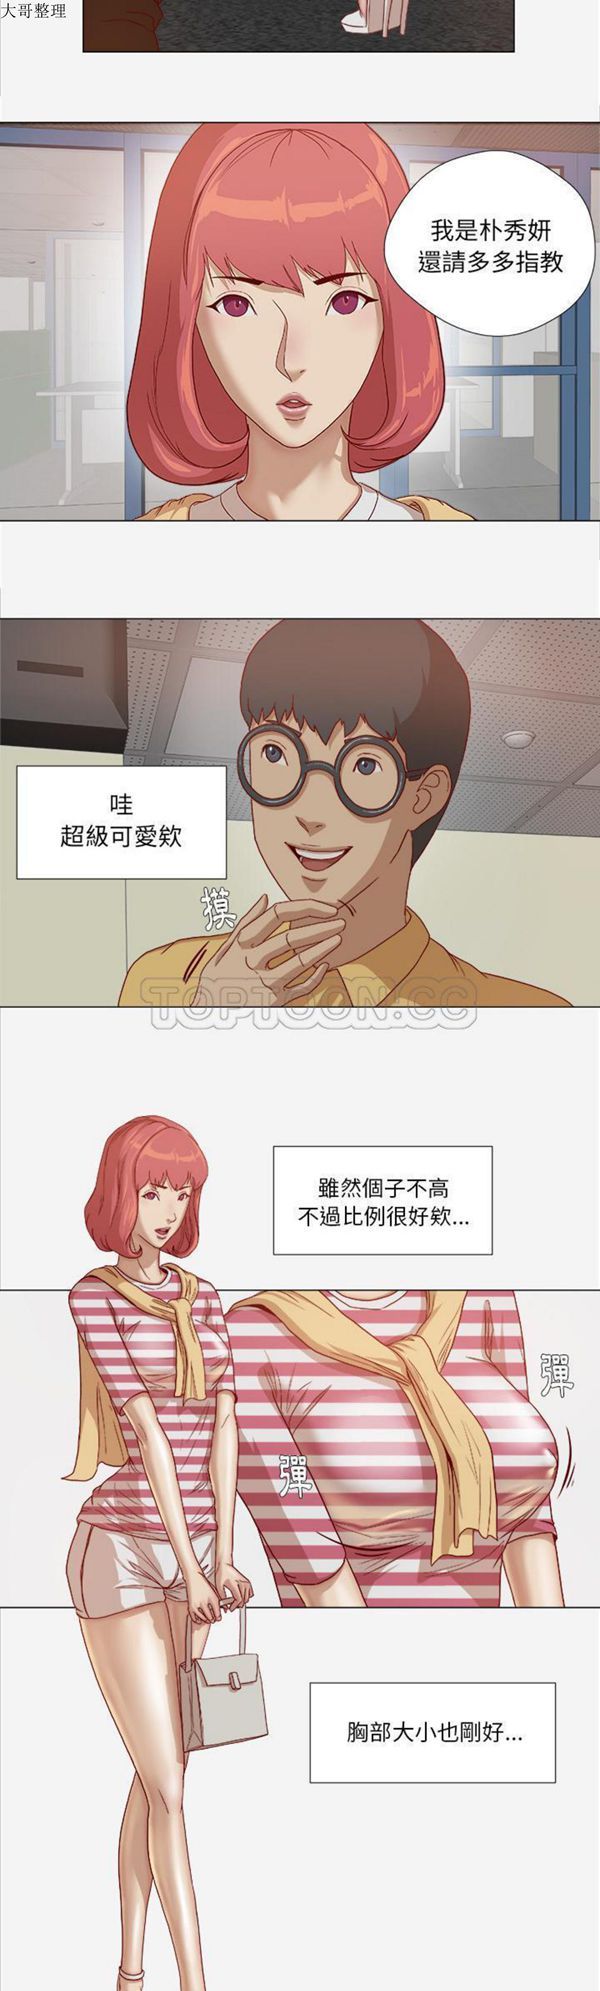 大哥整理
我是朴秀妍
還請多多指教
哇
超級可愛欸
摸
TOPTOON.CC
雖然個子不高
不過比例很好欸...
彈
彈
胸部大小也剛好...